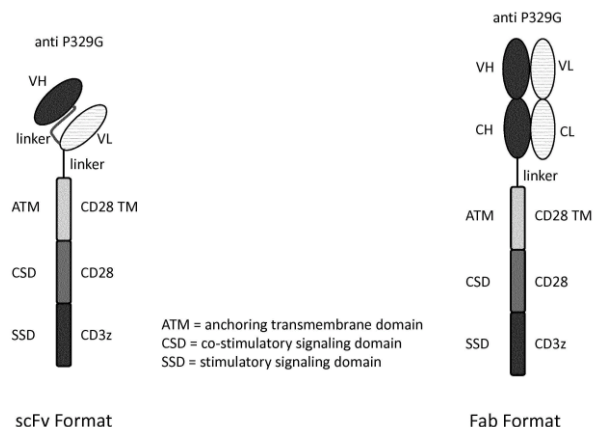 anti P329G
VH
linker
VL
linker
ATM CD28 TM
CSD CD28
SSD CD3z
scFv Format
ATM = anchoring transmembrane domain
CSD = co-stimulatory signaling domain
SSD = stimulatory signaling domain
anti P329G
VH VL
CH CL
linker
ATM CD28 TM
CSD CD28
SSD CD3z
Fab Format